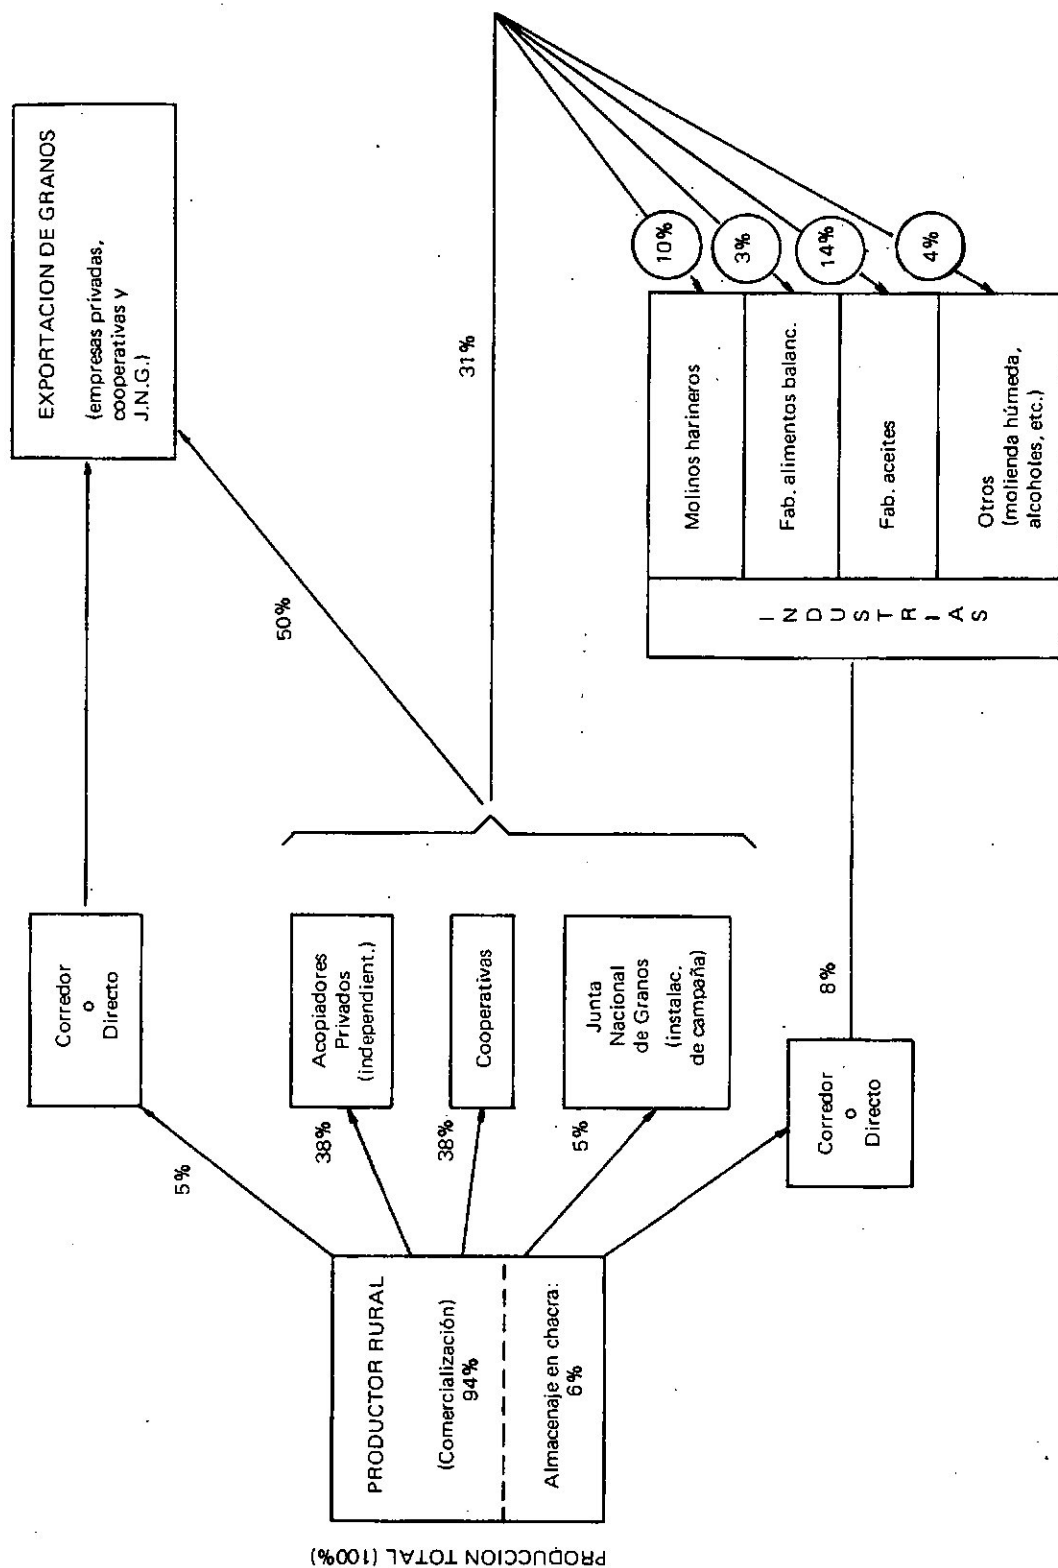 PRODUCCION TOTAL (100%)
PRODUCTOR RURAL
(Comercialización)
94%
Almacenaje en chacra:
6%
5%
38%
38%
5%
Corredor
o
Directo
Acopiadores
Privados
(independient.)
Cooperativas
Junta
Nacional
de Granos
(instalac.
de campaña)
Corredor
o
Directo
8%
50%
31%
EXPORTACION DE GRANOS
(empresas privadas,
cooperativas y
J.N.G.)
INDUSTRIAS
Molinos harineros
Fab. alimentos balanc.
Fab. aceites
Otros
(molienda húmeda,
alcoholes, etc.)
10%
3%
14%
4%